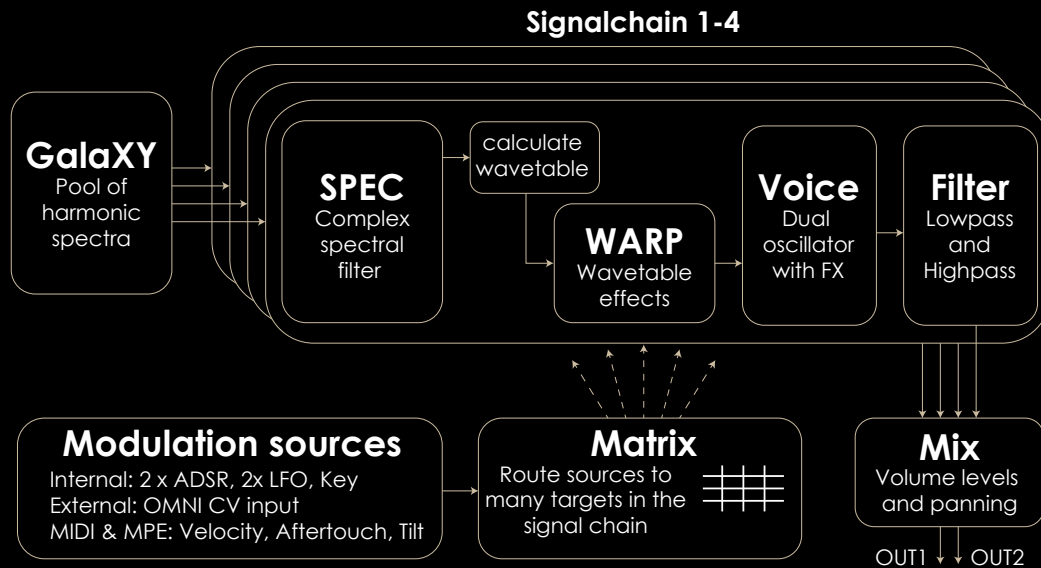 Signalchain 1-4
GalaXY
Pool of
harmonic
spectra
SPEC
Complex
spectral
filter
calculate
wavetable
WARP
Wavetable
effects
Voice
Dual
oscillator
with FX
Filter
Lowpass
and
Highpass
Modulation sources
Internal: 2 x ADSR, 2x LFO, Key
External: OMNI CV input
MIDI & MPE: Velocity, Aftertouch, Tilt
Matrix
Route sources to
many targets in the
signal chain
Mix
Volume levels
and panning
OUT1
OUT2